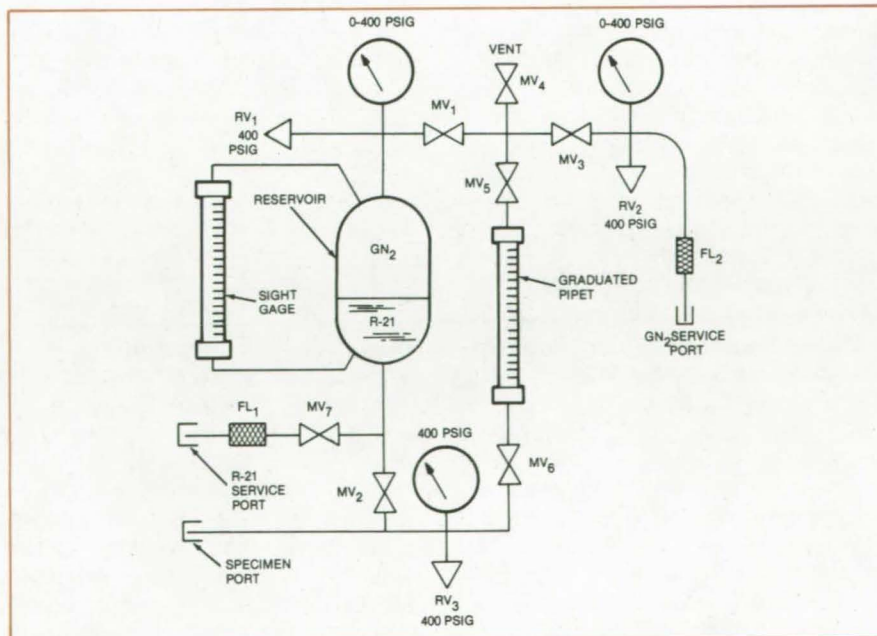 0-400 PSIG
0-400 PSIG
VENT
MV4
RV1
400
PSIG
MV1
MV3
MV5
RV2
400 PSIG
RESERVOIR
GN2
FL2
GRADUATED
PIPET
SIGHT
GAGE
R-21
GN2 SERVICE
PORT
FL1
MV7
400 PSIG
MV6
R-21
SERVICE
PORT
MV2
SPECIMEN
PORT
RV3
400 PSIG